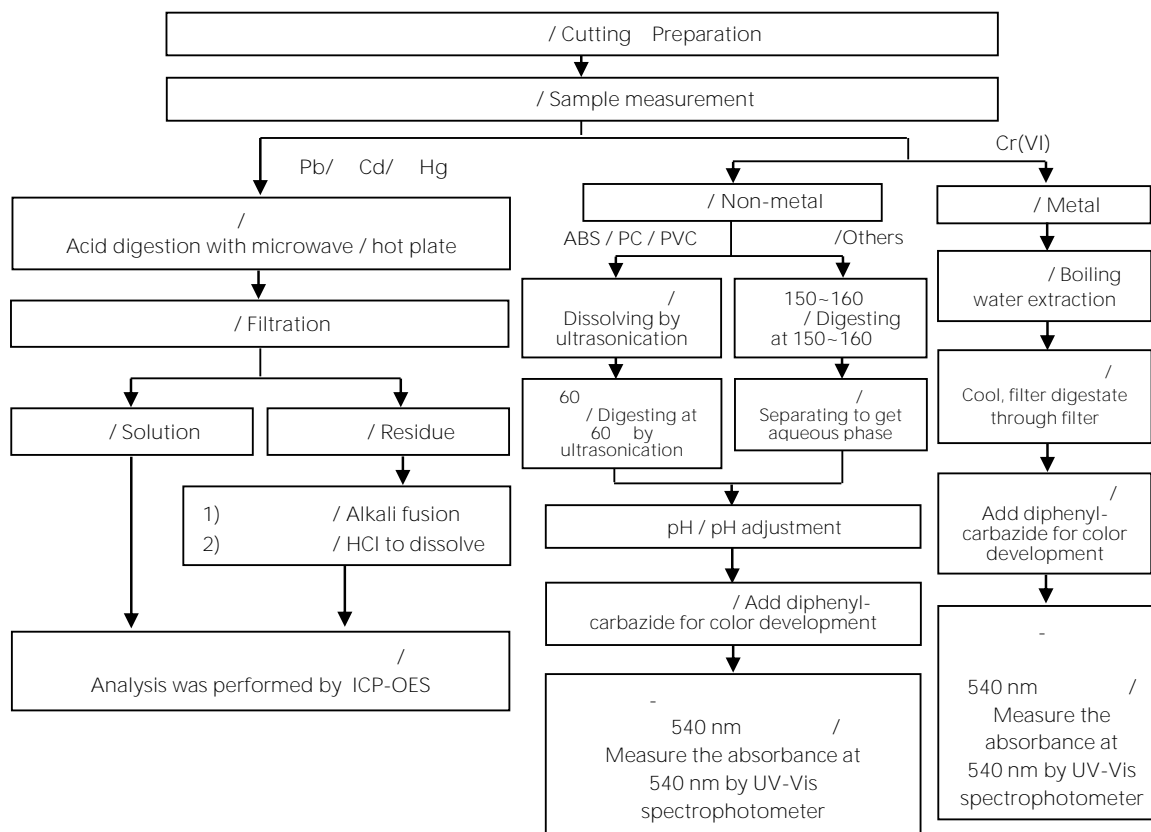 / Cutting Preparation
/ Sample measurement
Pb/ Cd/ Hg
Cr(VI)
/
Acid digestion with microwave / hot plate
/ Filtration
/ Solution
/ Residue
1) / Alkali fusion
2) / HCl to dissolve
/
Analysis was performed by ICP-OES
/ Non-metal
ABS / PC / PVC
/Others
/
Dissolving by
ultrasonication
60
/ Digesting at
60 by
ultrasonication
150~160
/ Digesting
at 150~160
/
Separating to get
aqueous phase
pH / pH adjustment
/ Add diphenyl-
carbazide for color development
-
540 nm /
Measure the absorbance at
540 nm by UV-Vis
spectrophotometer
/ Metal
/ Boiling
water extraction
/
Cool, filter digestate
through filter
/
Add diphenyl-
carbazide for color
development
-
540 nm /
Measure the
absorbance at
540 nm by UV-Vis
spectrophotometer